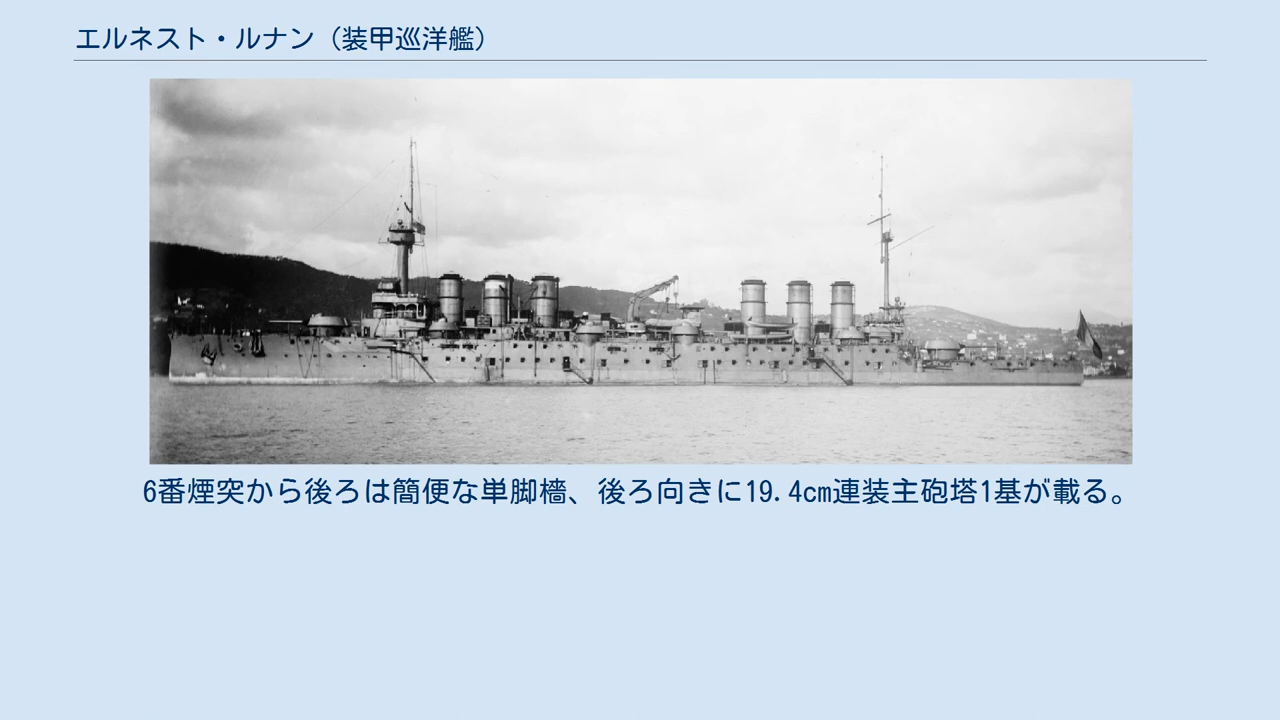 エルネスト・ルナン（装甲巡洋艦）
6番煙突から後ろは簡便な単脚檣、後ろ向きに19.4cm連装主砲塔1基が載る。